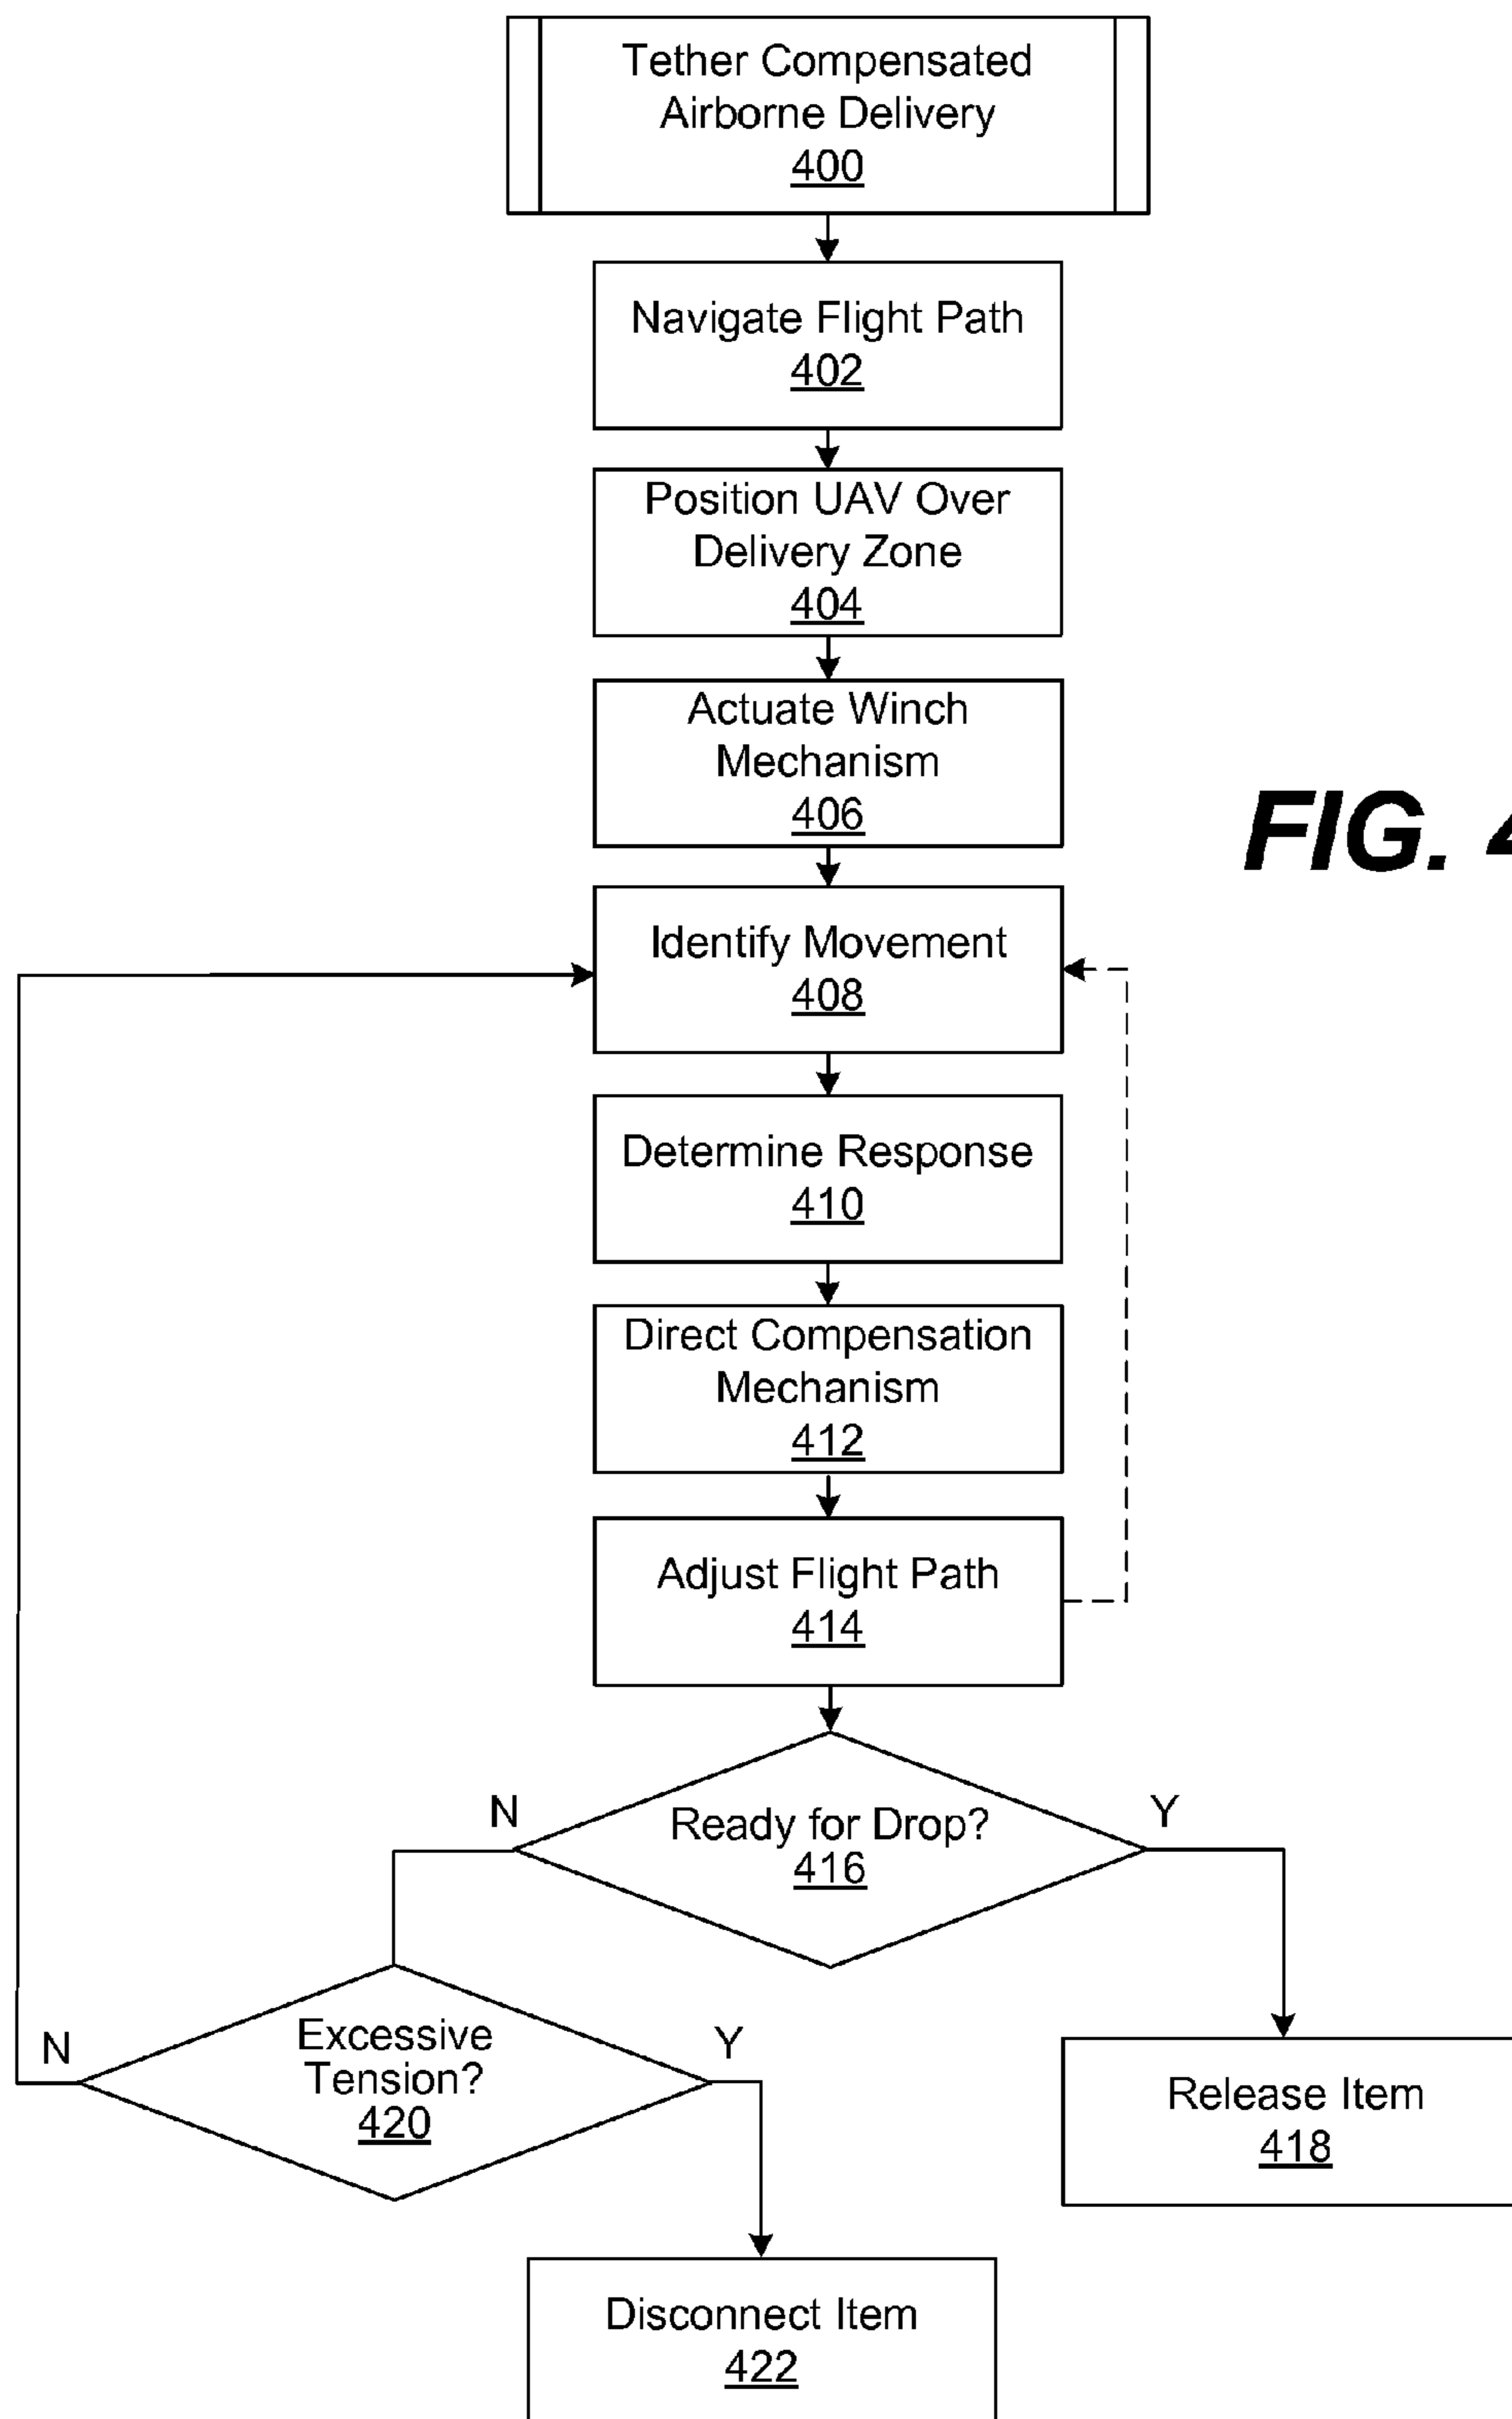 Tether Compensated
Airborne Delivery
400
Navigate Flight Path
402
Position UAV Over
Delivery Zone
404
Actuate Winch
Mechanism
406
FIG. 4
Identify Movement
408
Determine Response
410
Direct Compensation
Mechanism
412
Adjust Flight Path
414
N
Ready for Drop?
416
Y
N
Excessive
Tension?
420
Y
Release Item
418
Disconnect Item
422